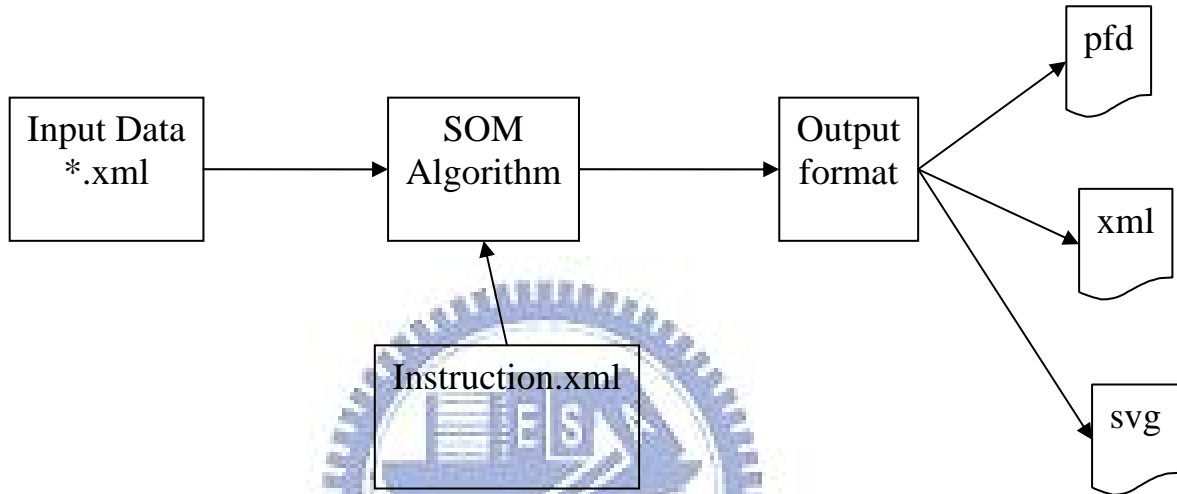 Input Data
*.xml
SOM
Algorithm
Output
format
pfd
xml
svg
Instruction.xml
E S